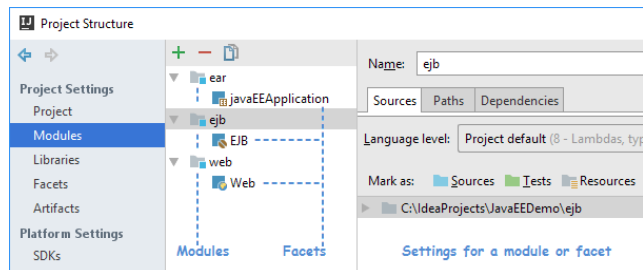 Project Structure
Project Settings
Project
Modules
Libraries
Facets
Artifacts
Platform Settings
SDKs
ear
javaEEApplication
ejb
EJB
web
Web
Modules Facets
Name: ejb
Sources Paths Dependencies
Language level: Project default (8 - Lambdas, typ
Mark as: Sources Tests Resources
C:\IdeaProjects\JavaEEDemo\ejb
Settings for a module or facet